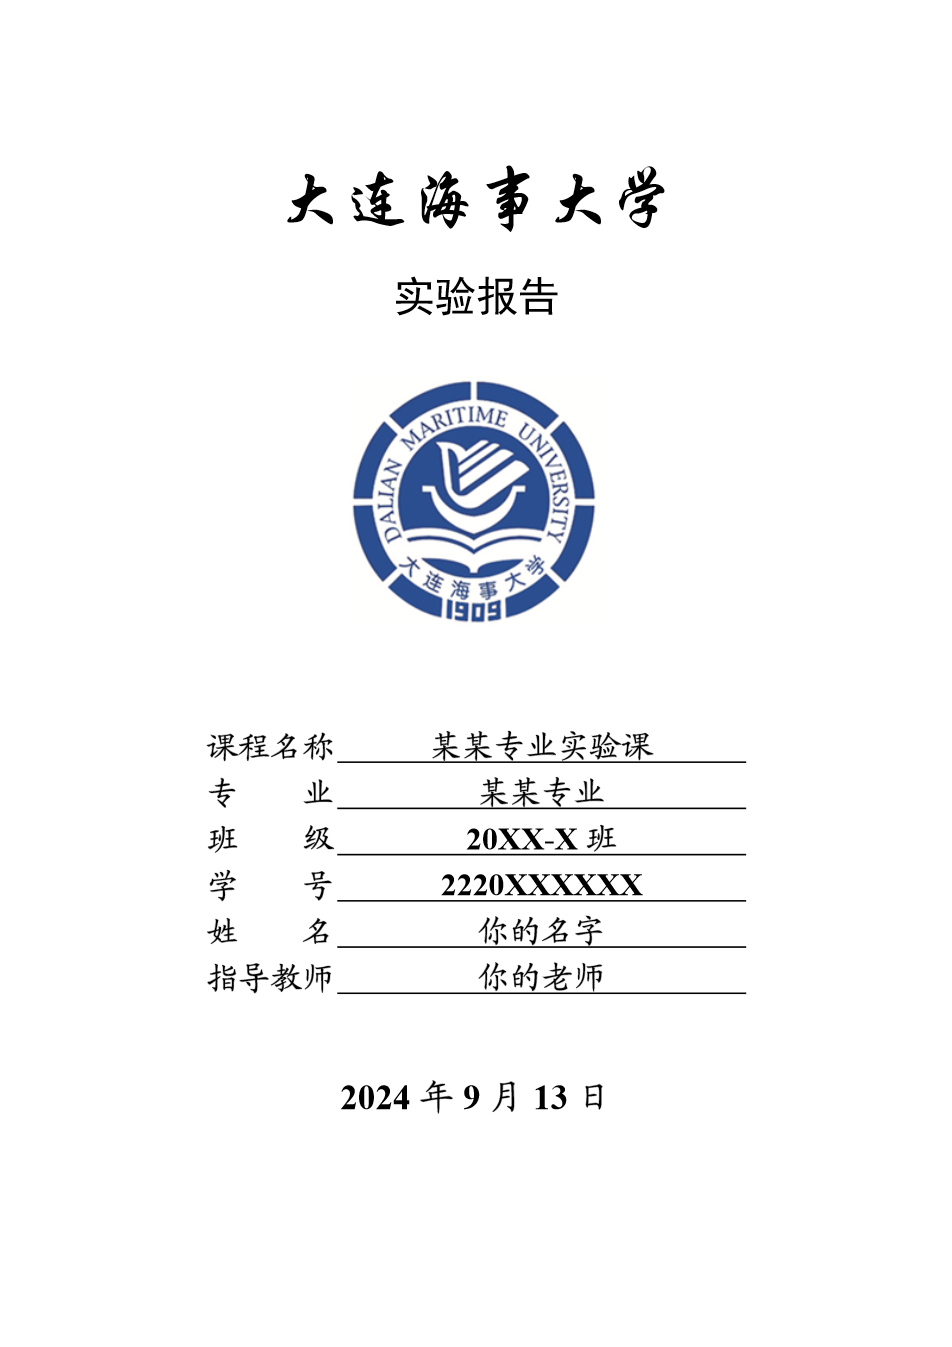 大连海事大学
实验报告
DALIAN MARITIME UNIVERSITY
大连海事大学
1909
课程名称 某某专业实验课
专 业 某某专业
班 级 20XX-X 班
学 号 2220XXXXXX
姓 名 你的名字
指导教师 你的老师
2024 年 9 月 13 日